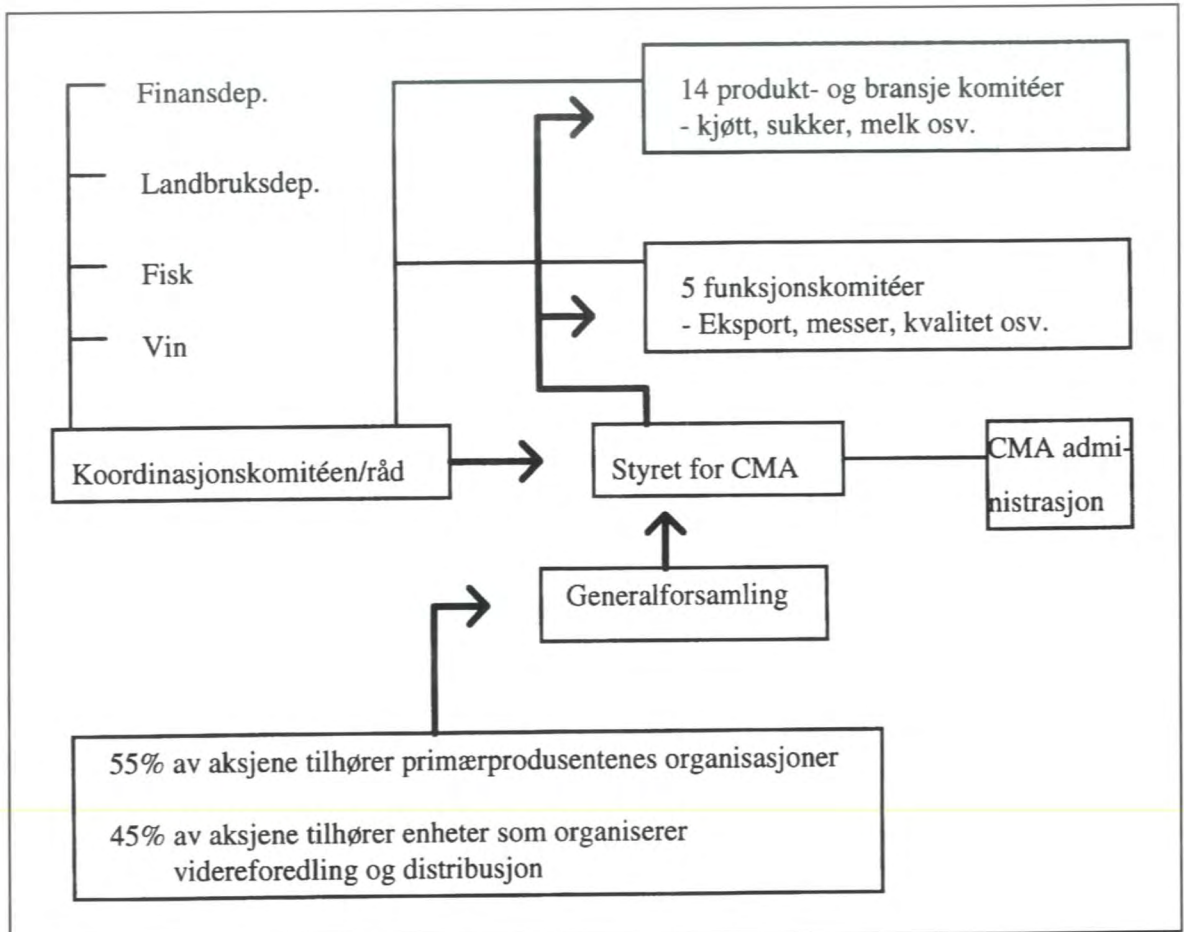 Finansdep.
Landbruksdep.
Fisk
Vin
14 produkt- og bransje komitéer
- kjøtt, sukker, melk osv.
5 funksjonskomitéer
- Eksport, messer, kvalitet osv.
Koordinasjonskomitéen/råd
Styret for CMA
CMA admi-
nistrasjon
Generalforsamling
55% av aksjene tilhører primærprodusentenes organisasjoner
45% av aksjene tilhører enheter som organiserer
videreforedling og distribusjon